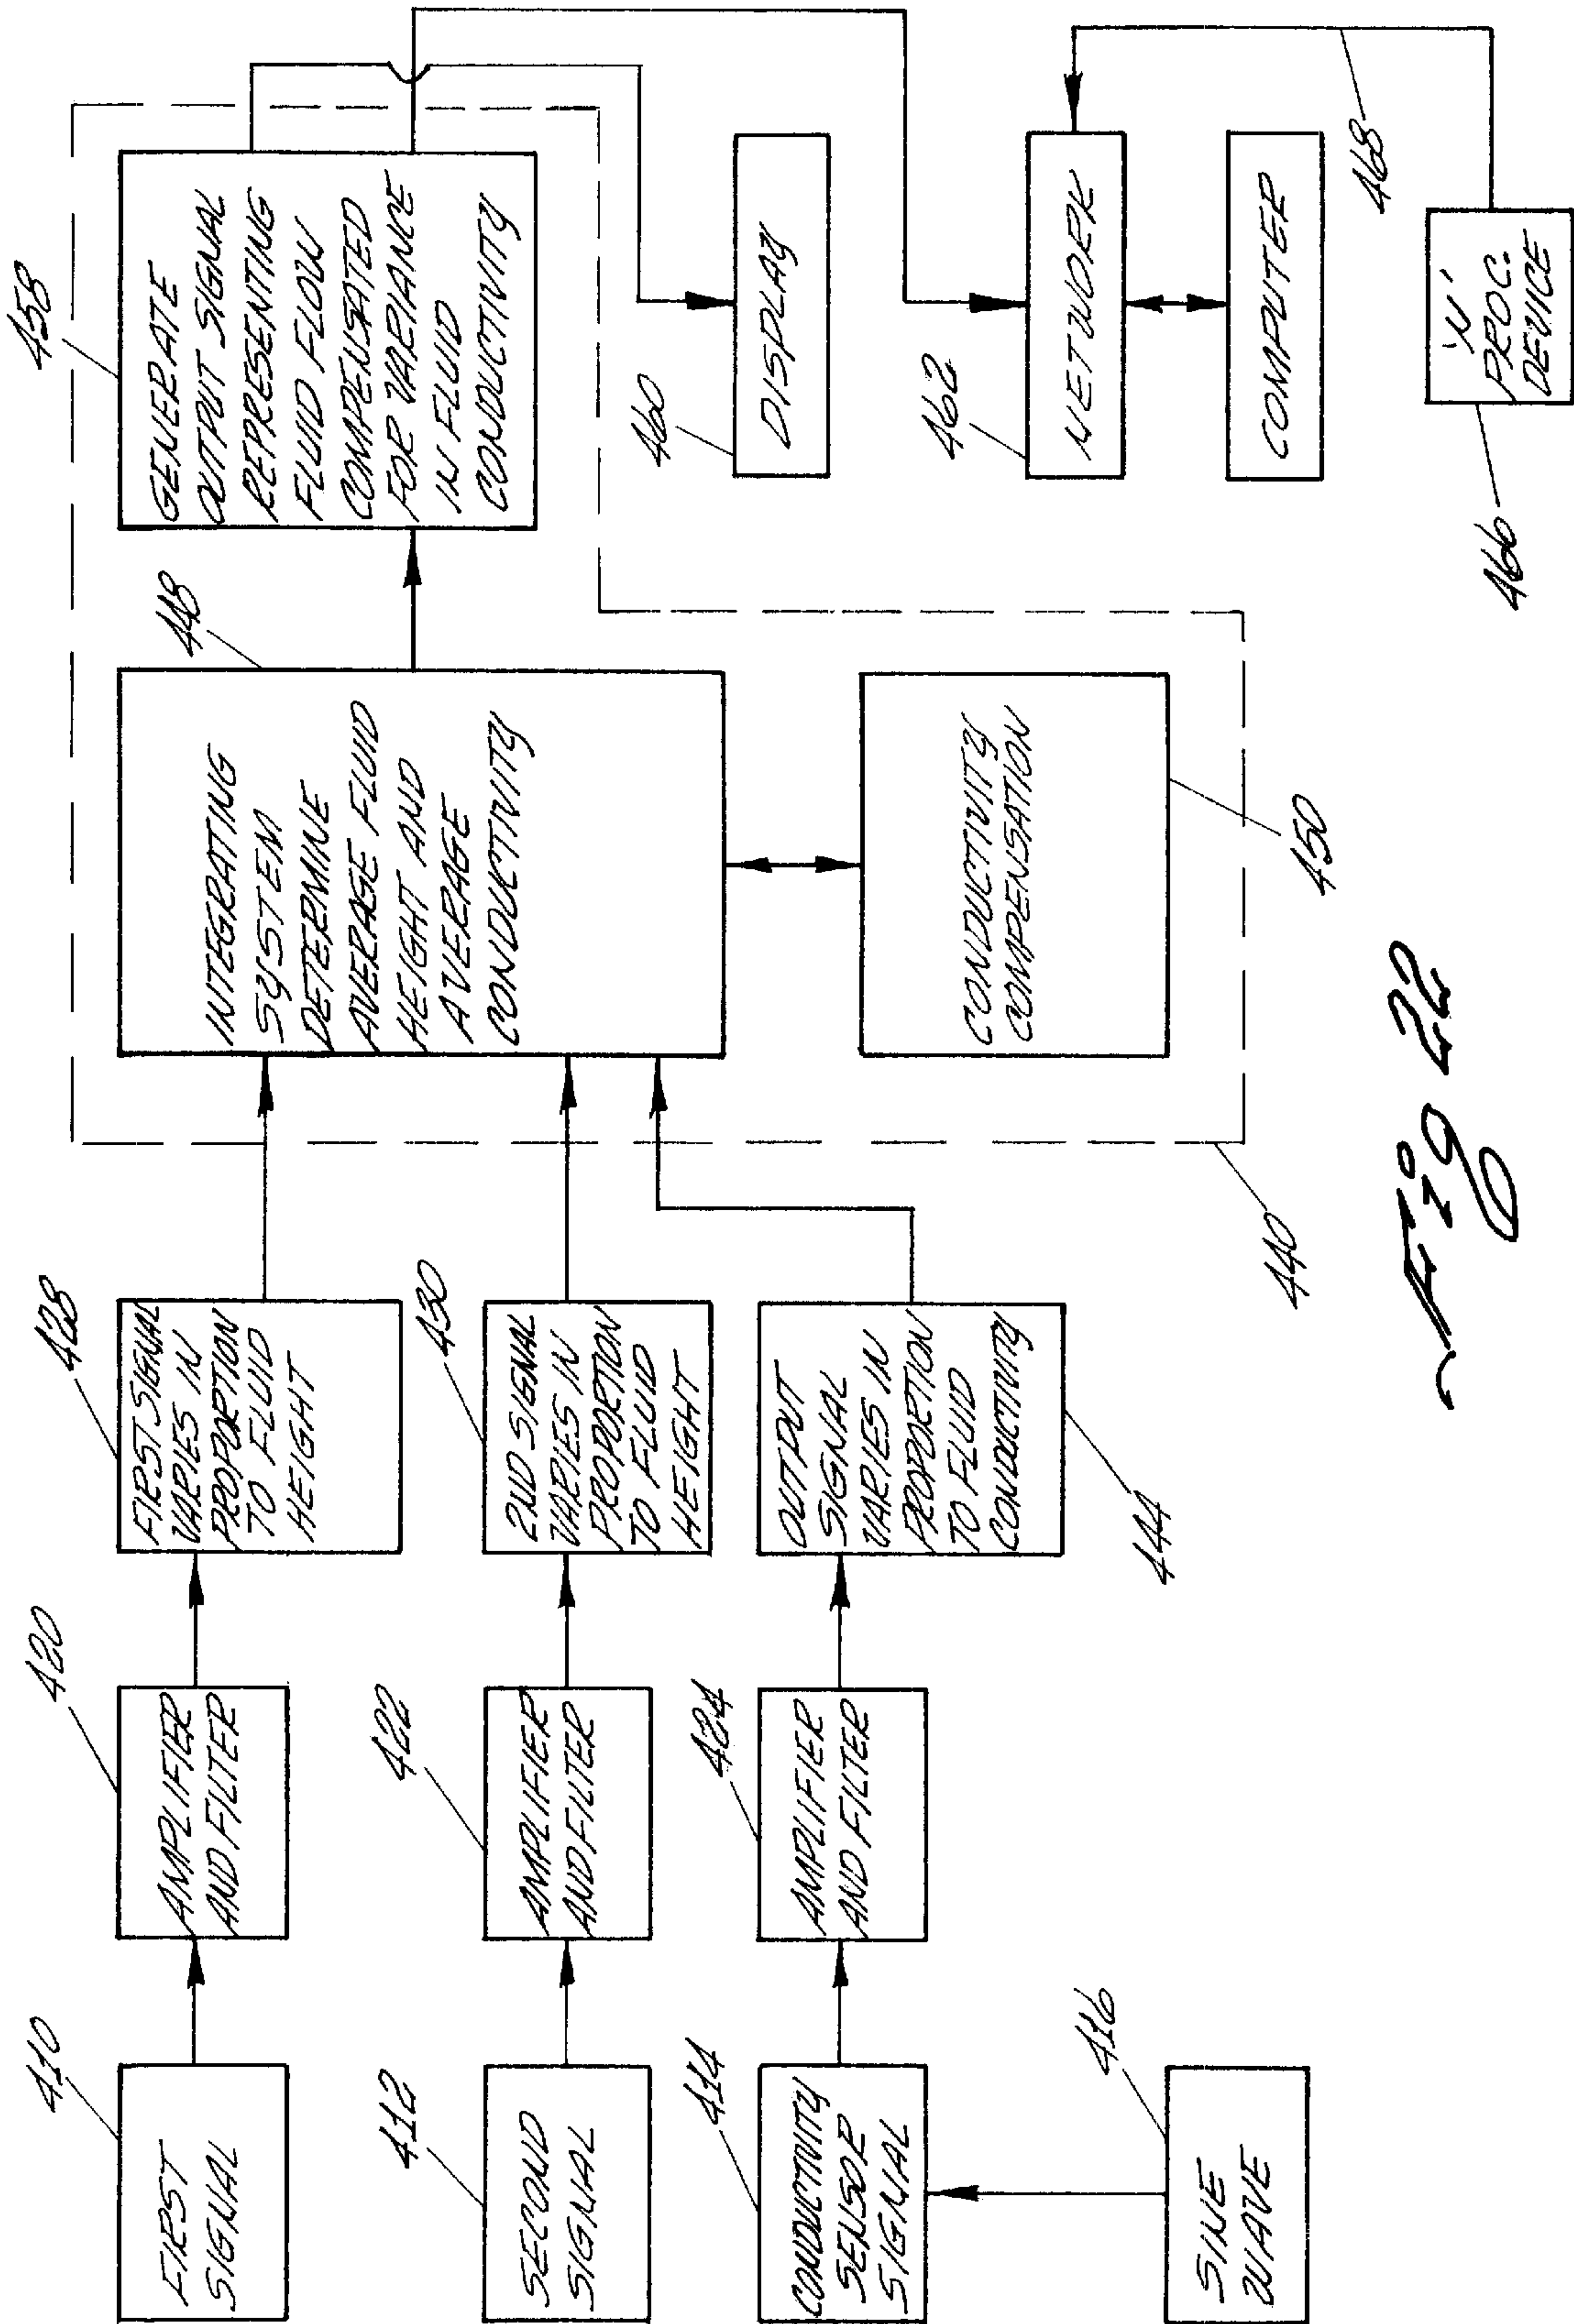 410
FIRST
SIGNAL
420
AMPLIFIER
AND FILTER
428
FIRST SIGNAL
VARIES IN
PROPORTION
TO FLUID
HEIGHT
412
SECOND
SIGNAL
422
AMPLIFIER
AND FILTER
430
2ND SIGNAL
VARIES IN
PROPORTION
TO FLUID
HEIGHT
414
CONDUCTIVITY
SENSOR
SIGNAL
424
AMPLIFIER
AND FILTER
OUTPUT
SIGNAL
VARIES IN
PROPORTION
TO FLUID
CONDUCTIVITY
444
416
SINE
WAVE
440
448
INTEGRATING
SYSTEM
DETERMINE
AVERAGE FLUID
HEIGHT AND
AVERAGE
CONDUCTIVITY
CONDUCTIVITY
COMPENSATION
450
458
GENERATE
OUTPUT SIGNAL
REPRESENTING
FLUID FLOW
COMPENSATED
FOR VARIANCE
IN FLUID
CONDUCTIVITY
460
DISPLAY
462
NETWORK
COMPUTER
468
466
'N'
PROC.
DEVICE
Fig 22